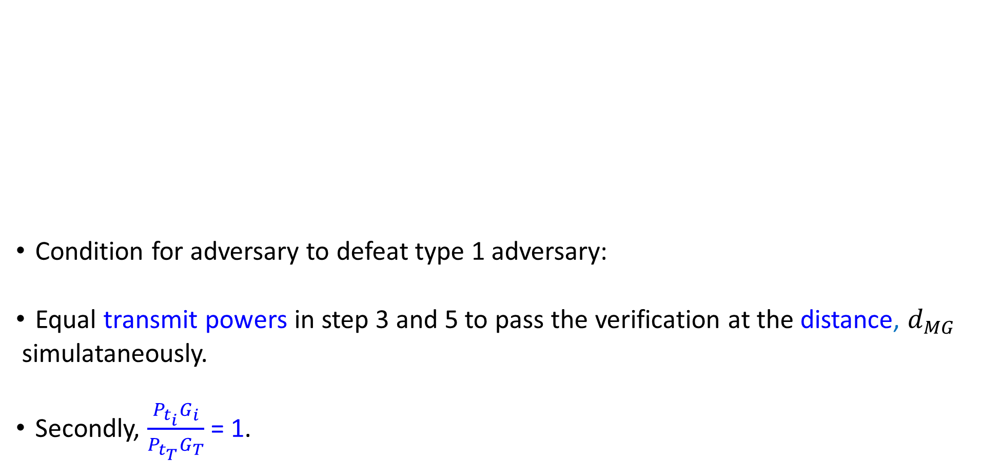 • Condition for adversary to defeat type 1 adversary:
• Equal transmit powers in step 3 and 5 to pass the verification at the distance, $d_{MG}$
simulataneously.
• Secondly, $\frac{P_{t_i} G_i}{P_{t_T} G_T}$ = 1.